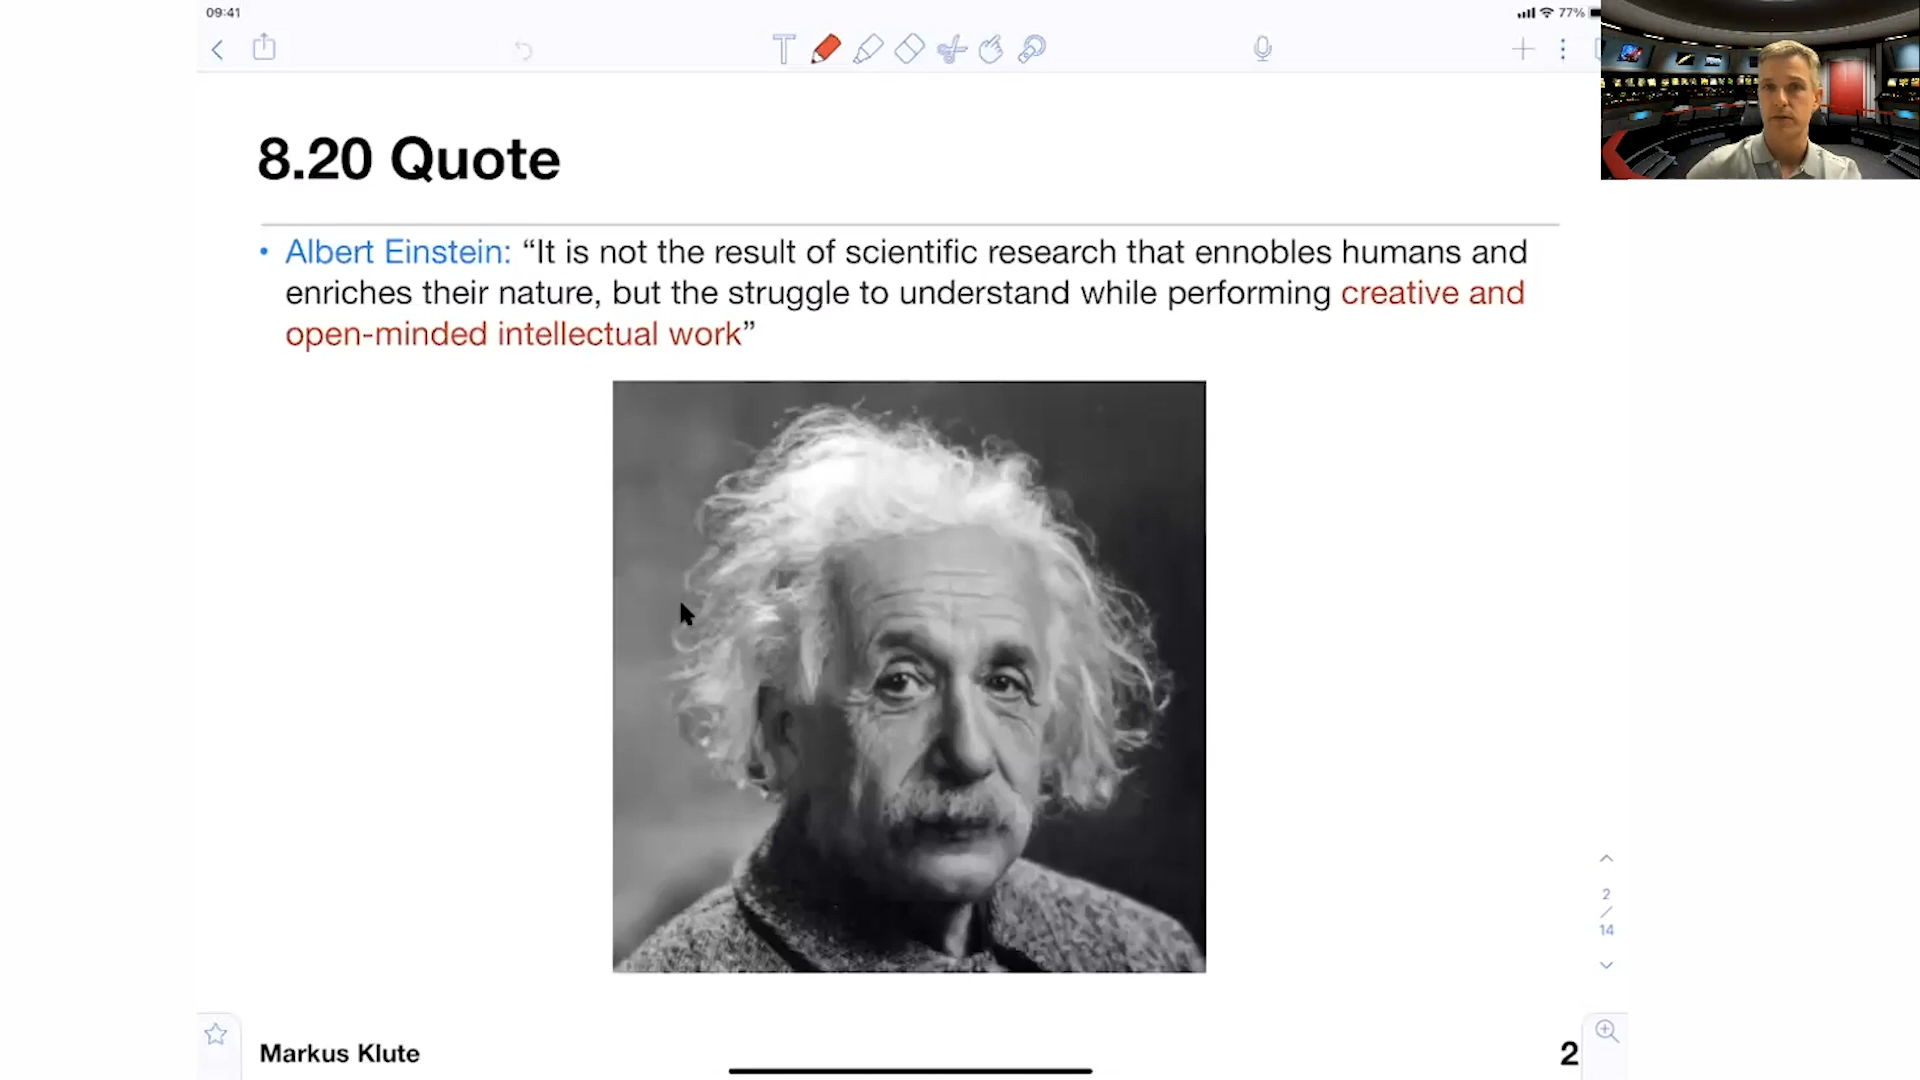 09:41
77%
8.20 Quote
• Albert Einstein: “It is not the result of scientific research that ennobles humans and
enriches their nature, but the struggle to understand while performing creative and
open-minded intellectual work”
2
/
14
Markus Klute
2